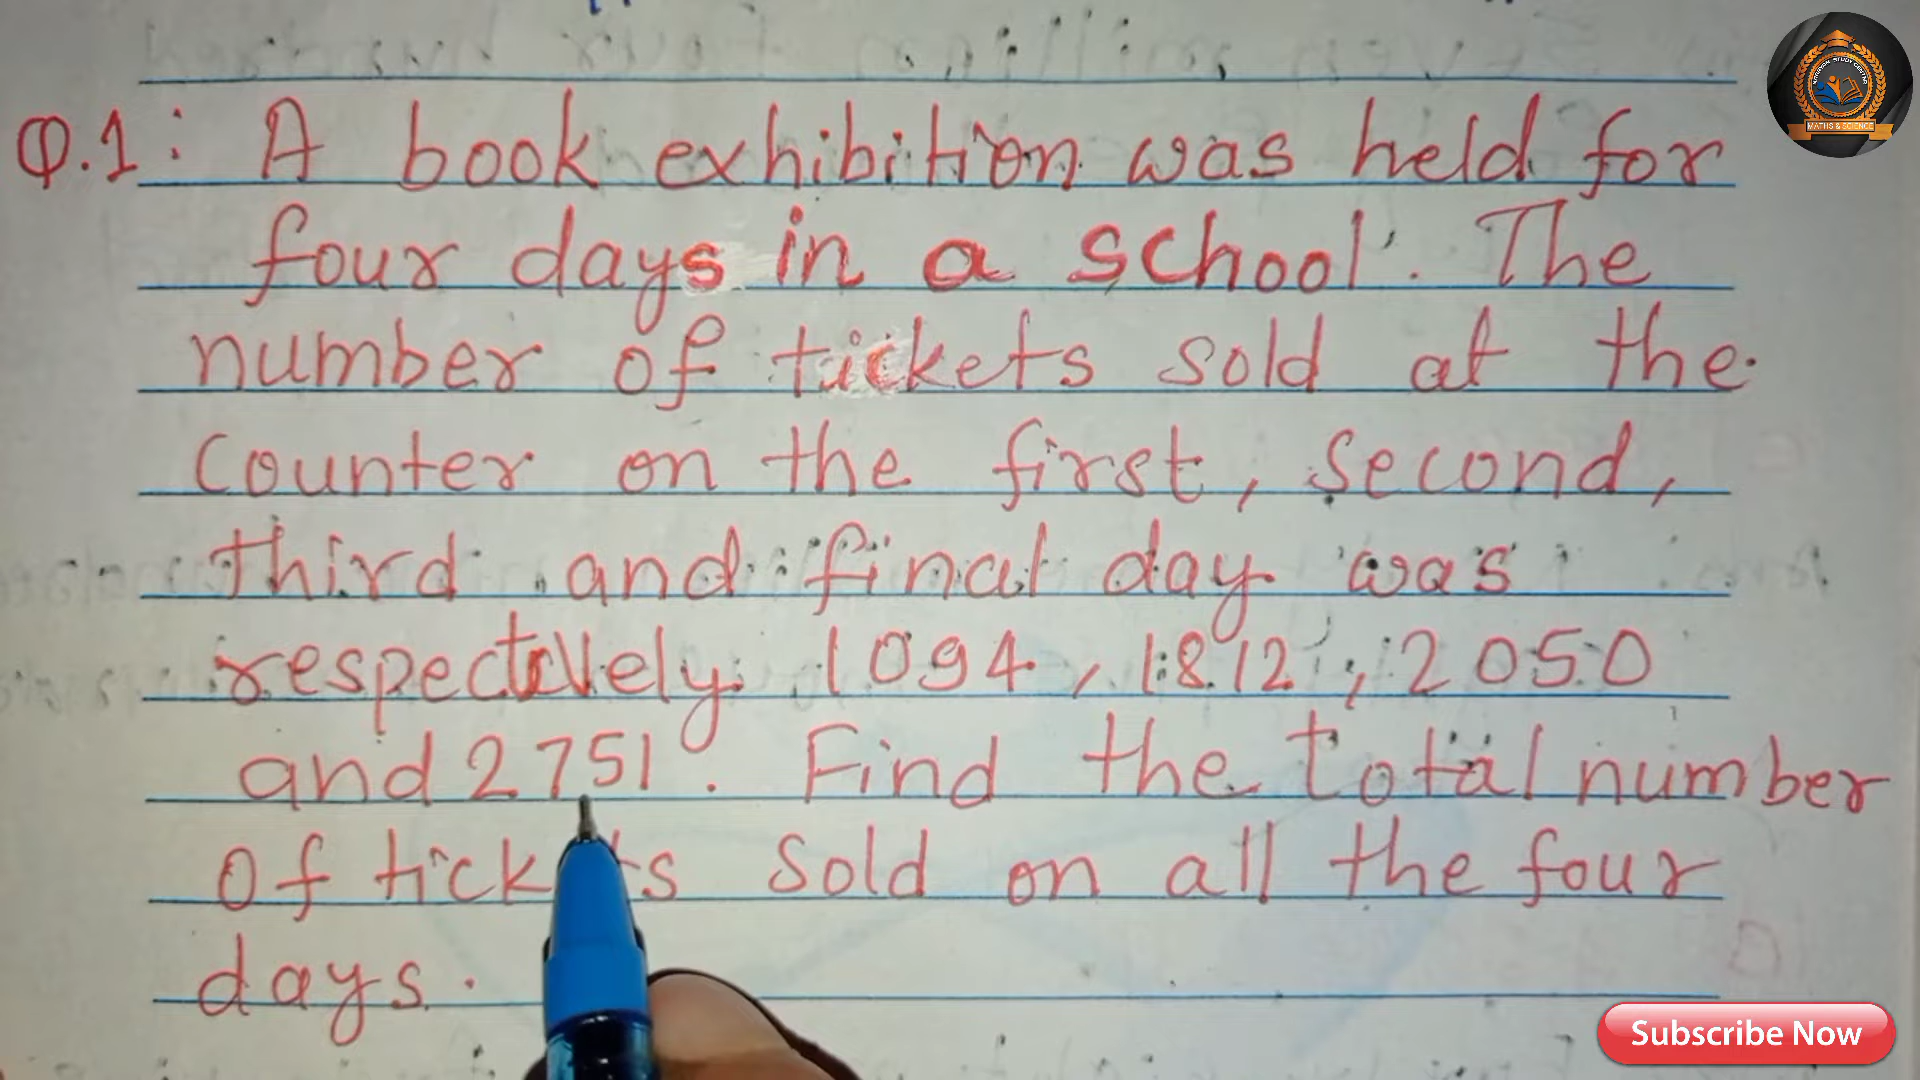 Q.1: A book exhibition was held for
four days in a school. The
number of tickets sold at the
counter on the first, second,
third and final day was
respectively 1094, 1812, 2050
and 2751. Find the total number
of tickets sold on all the four
days.
MATHS & SCIENCE
Subscribe Now